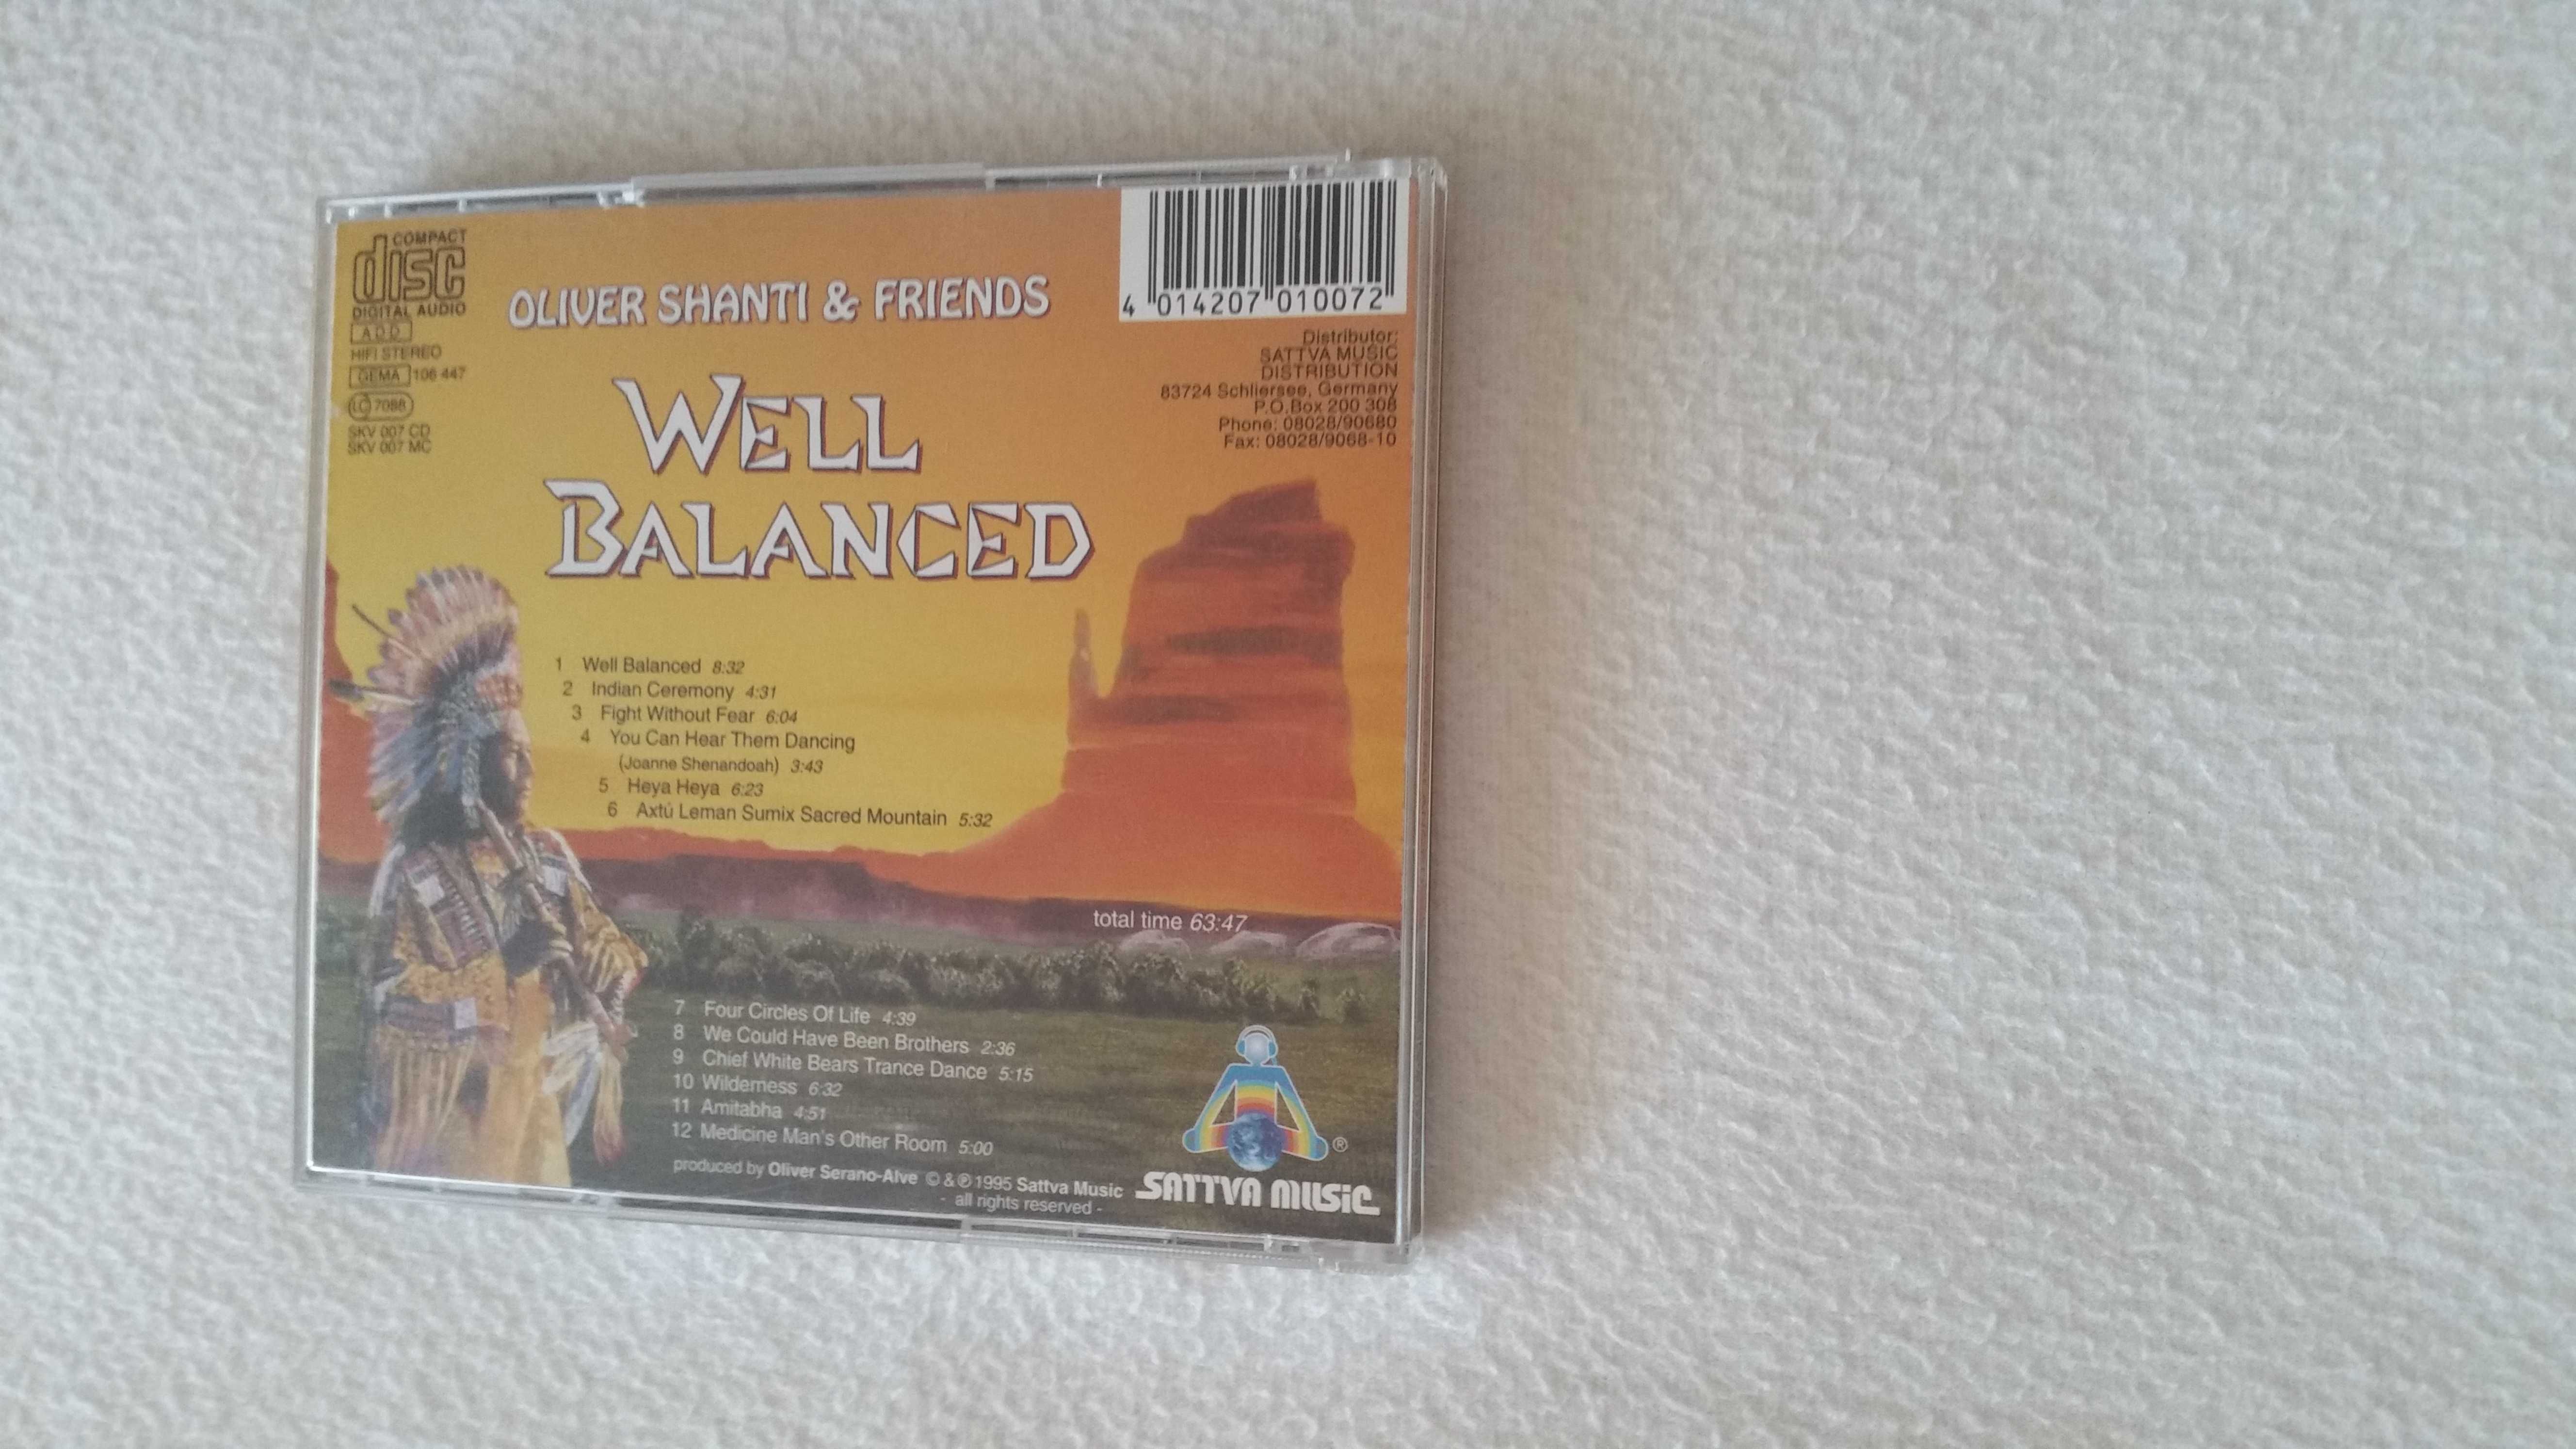 COMPACT
disc
DIGITAL AUDIO
ADD
HIFI STEREO
GEMA 106 447
LC 7088
SKV 007 CD
SKV 007 MC
OLIVER SHANTI & FRIENDS
WELL
BALANCED
4 014207 010072
Distributor:
SATTVA MUSIC
DISTRIBUTION
83724 Schliersee, Germany
P.O.Box 200 308
Phone: 08028/90680
Fax: 08028/9068-10
1 Well Balanced 8:32
2 Indian Ceremony 4:31
3 Fight Without Fear 6:04
4 You Can Hear Them Dancing
(Joanne Shenandoah) 3:43
5 Heya Heya 6:23
6 Axtú Leman Sumix Sacred Mountain 5:32
total time 63:47
7 Four Circles Of Life 4:39
8 We Could Have Been Brothers 2:36
9 Chief White Bears Trance Dance 5:15
10 Wilderness 6:32
11 Amitabha 4:51
12 Medicine Man's Other Room 5:00
produced by Oliver Serano-Alve © & ℗ 1995 Sattva Music
- all rights reserved -
®
SATTVA MUSIC